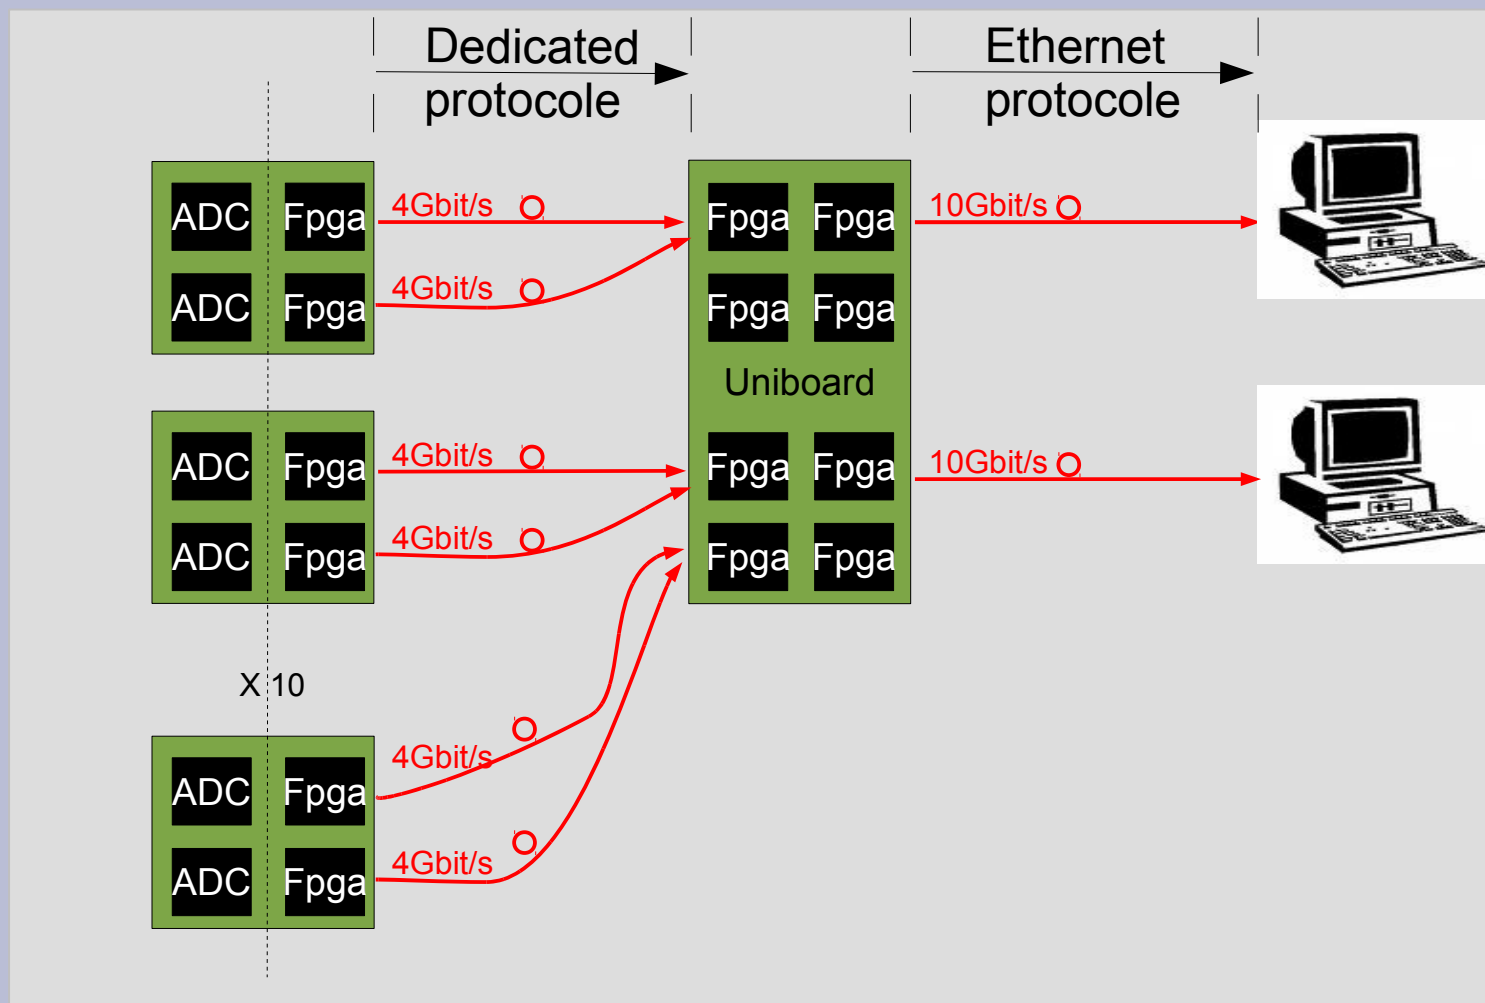 Dedicated
protocole
Ethernet
protocole
ADC Fpga
4Gbit/s
ADC Fpga
4Gbit/s
Fpga Fpga
Fpga Fpga
Uniboard
10Gbit/s
ADC Fpga
4Gbit/s
ADC Fpga
4Gbit/s
Fpga Fpga
Fpga Fpga
10Gbit/s
X 10
ADC Fpga
4Gbit/s
ADC Fpga
4Gbit/s